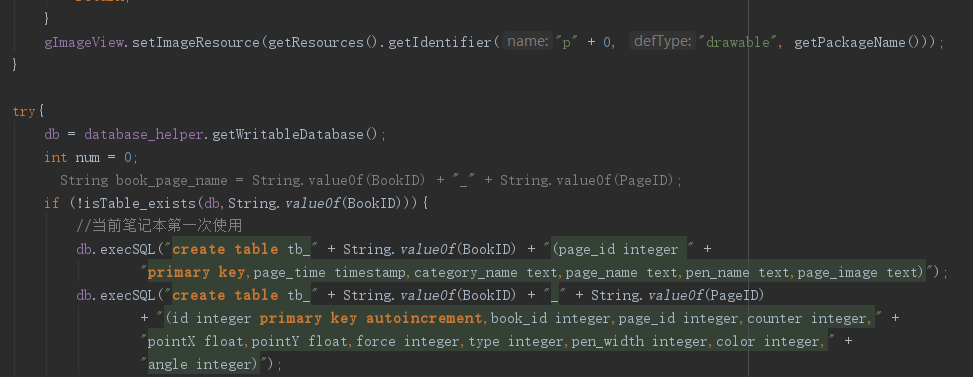 }
gImageView.setImageResource(getResources().getIdentifier( name: "p" + 0, defType: "drawable", getPackageName()));
}
try{
db = database_helper.getWritableDatabase();
int num = 0;
String book_page_name = String.valueOf(BookID) + "_" + String.valueOf(PageID);
if (!isTable_exists(db,String.valueOf(BookID))){
//当前笔记本第一次使用
db.execSQL("create table tb_" + String.valueOf(BookID) + "(page_id integer " +
"primary key,page_time timestamp,category_name text,page_name text,pen_name text,page_image text)");
db.execSQL("create table tb_" + String.valueOf(BookID) + "_" + String.valueOf(PageID)
+ "(id integer primary key autoincrement,book_id integer,page_id integer,counter integer," +
"pointX float,pointY float,force integer,type integer,pen_width integer,color integer," +
"angle integer)");